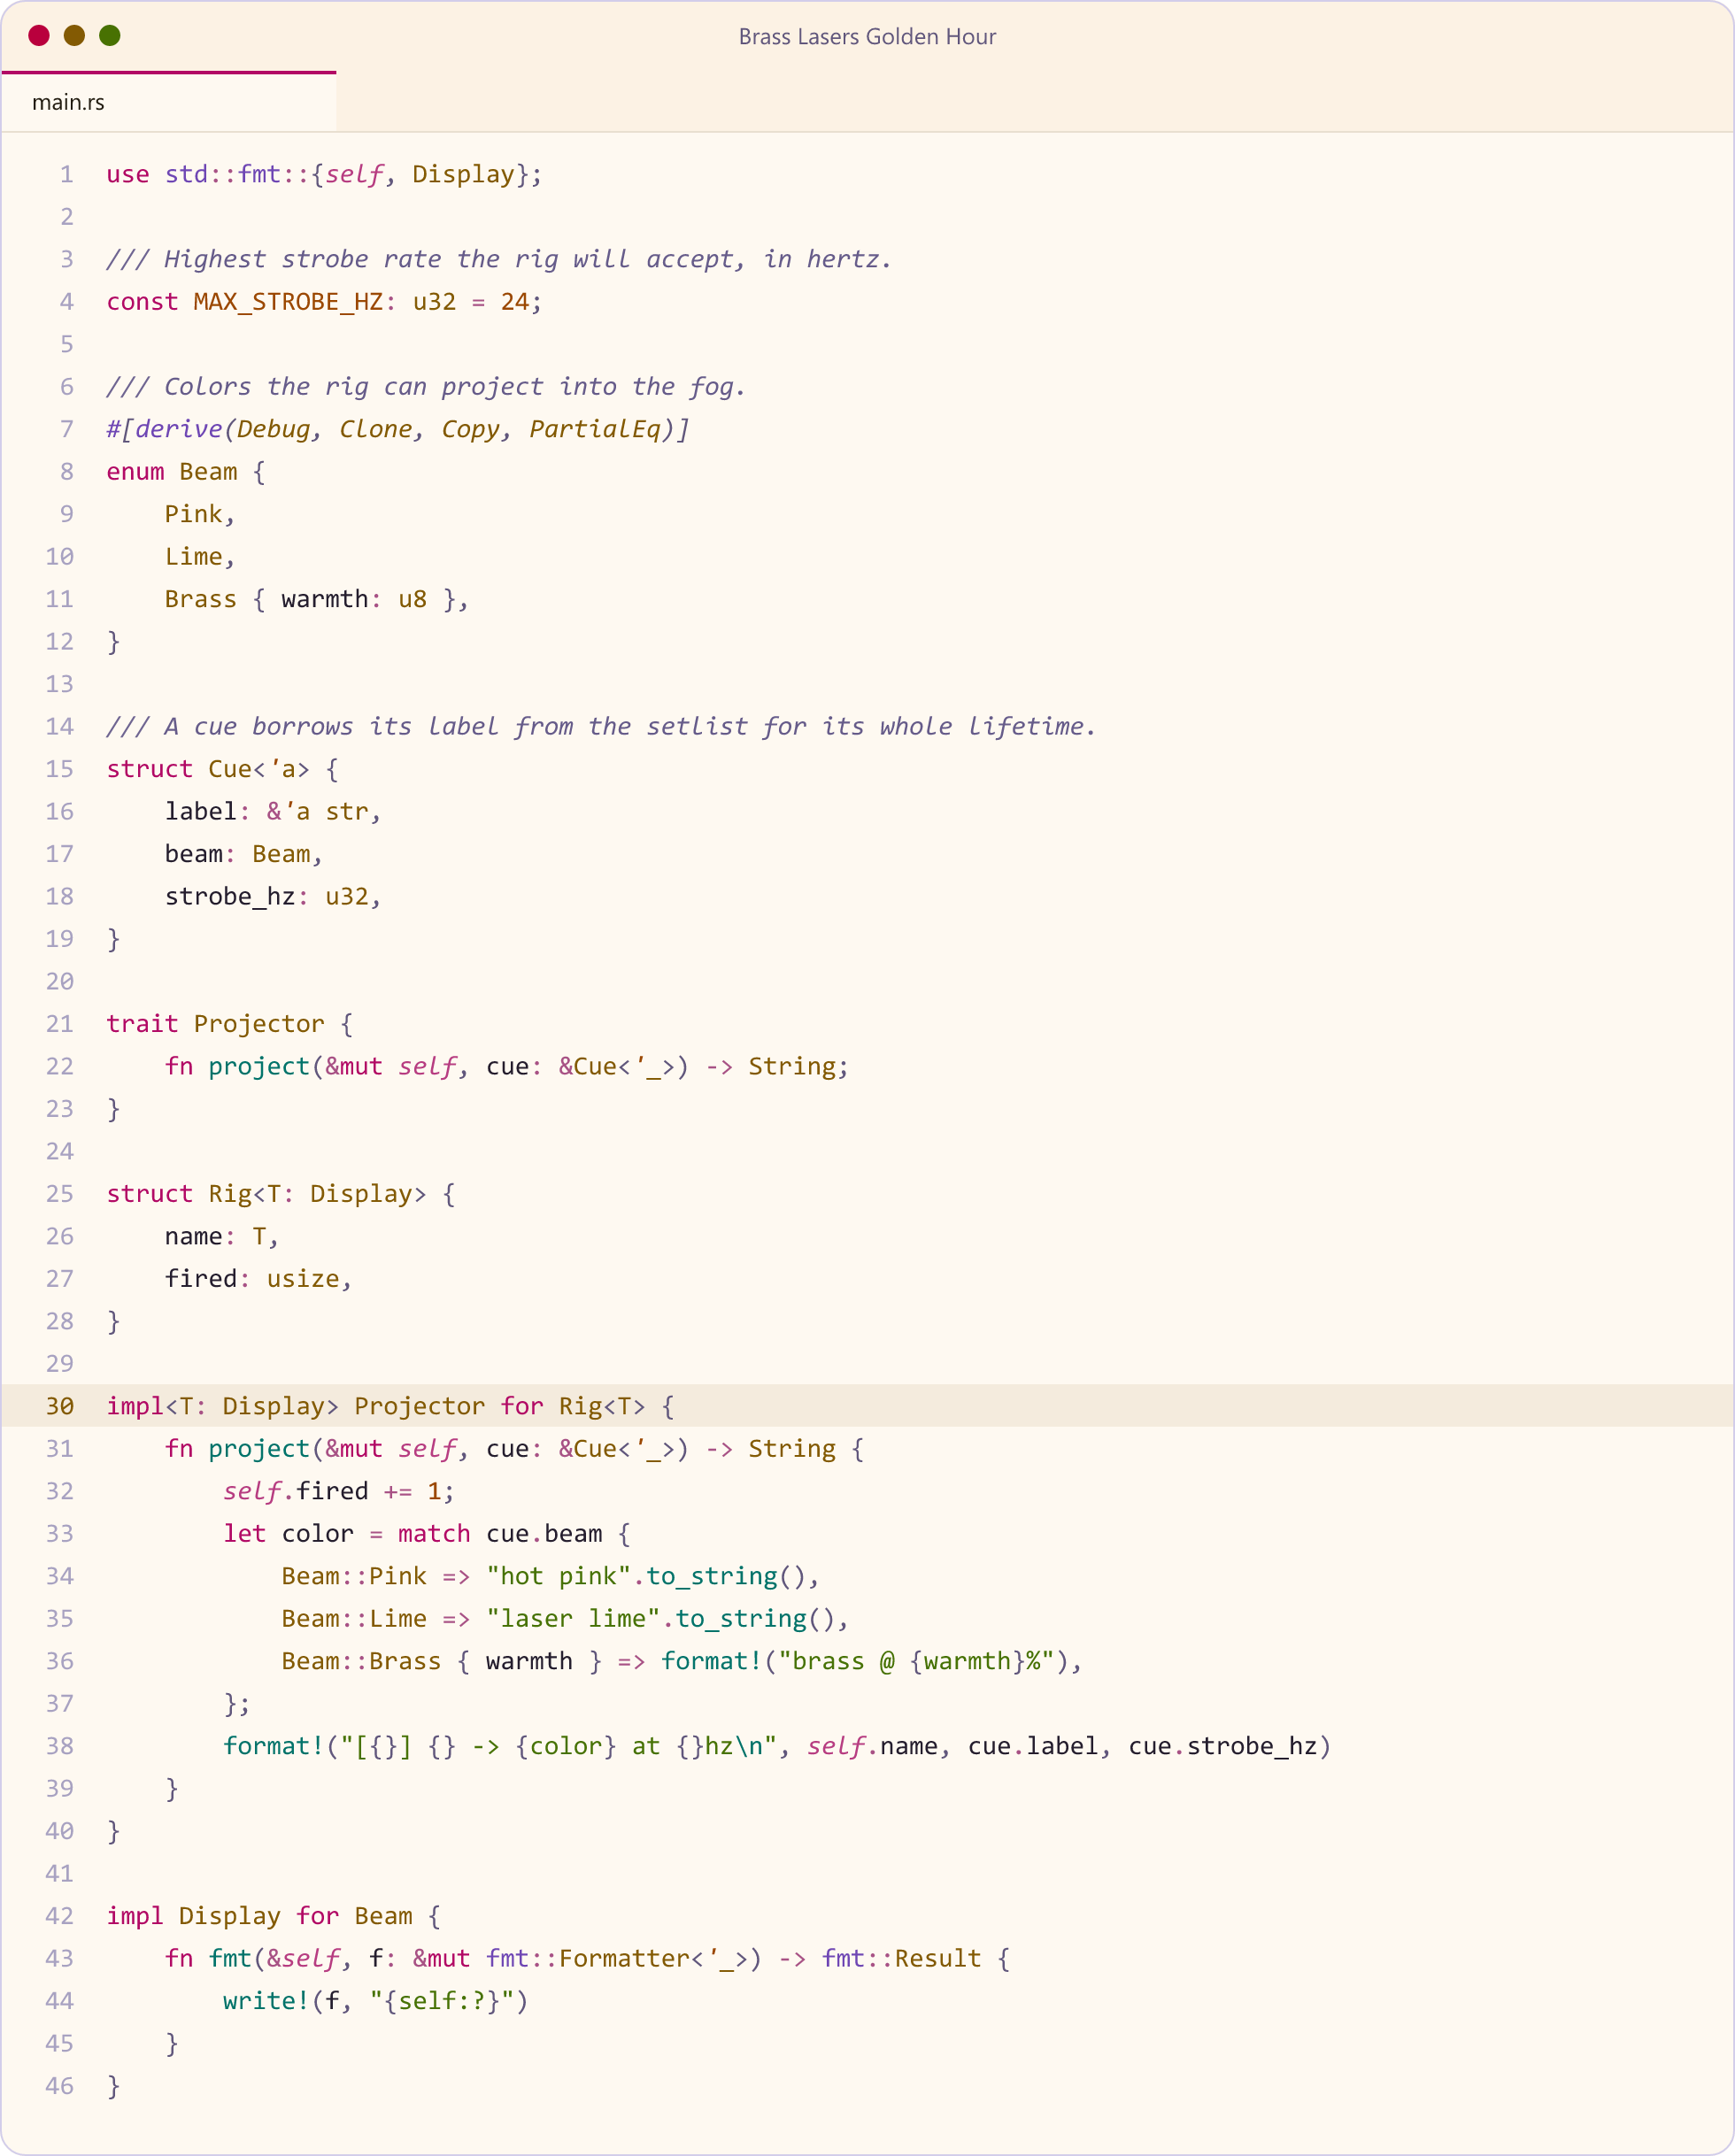 Brass Lasers Golden Hour
main.rs
1 use std::fmt::{self, Display};
2
3 /// Highest strobe rate the rig will accept, in hertz.
4 const MAX_STROBE_HZ: u32 = 24;
5
6 /// Colors the rig can project into the fog.
7 #[derive(Debug, Clone, Copy, PartialEq)]
8 enum Beam {
9     Pink,
10     Lime,
11     Brass { warmth: u8 },
12 }
13
14 /// A cue borrows its label from the setlist for its whole lifetime.
15 struct Cue<'a> {
16     label: &'a str,
17     beam: Beam,
18     strobe_hz: u32,
19 }
20
21 trait Projector {
22     fn project(&mut self, cue: &Cue<'_>) -> String;
23 }
24
25 struct Rig<T: Display> {
26     name: T,
27     fired: usize,
28 }
29
30 impl<T: Display> Projector for Rig<T> {
31     fn project(&mut self, cue: &Cue<'_>) -> String {
32         self.fired += 1;
33         let color = match cue.beam {
34             Beam::Pink => "hot pink".to_string(),
35             Beam::Lime => "laser lime".to_string(),
36             Beam::Brass { warmth } => format!("brass @ {warmth}%"),
37         };
38         format!("[{}] {} -> {color} at {}hz\n", self.name, cue.label, cue.strobe_hz)
39     }
40 }
41
42 impl Display for Beam {
43     fn fmt(&self, f: &mut fmt::Formatter<'_>) -> fmt::Result {
44         write!(f, "{self:?}")
45     }
46 }